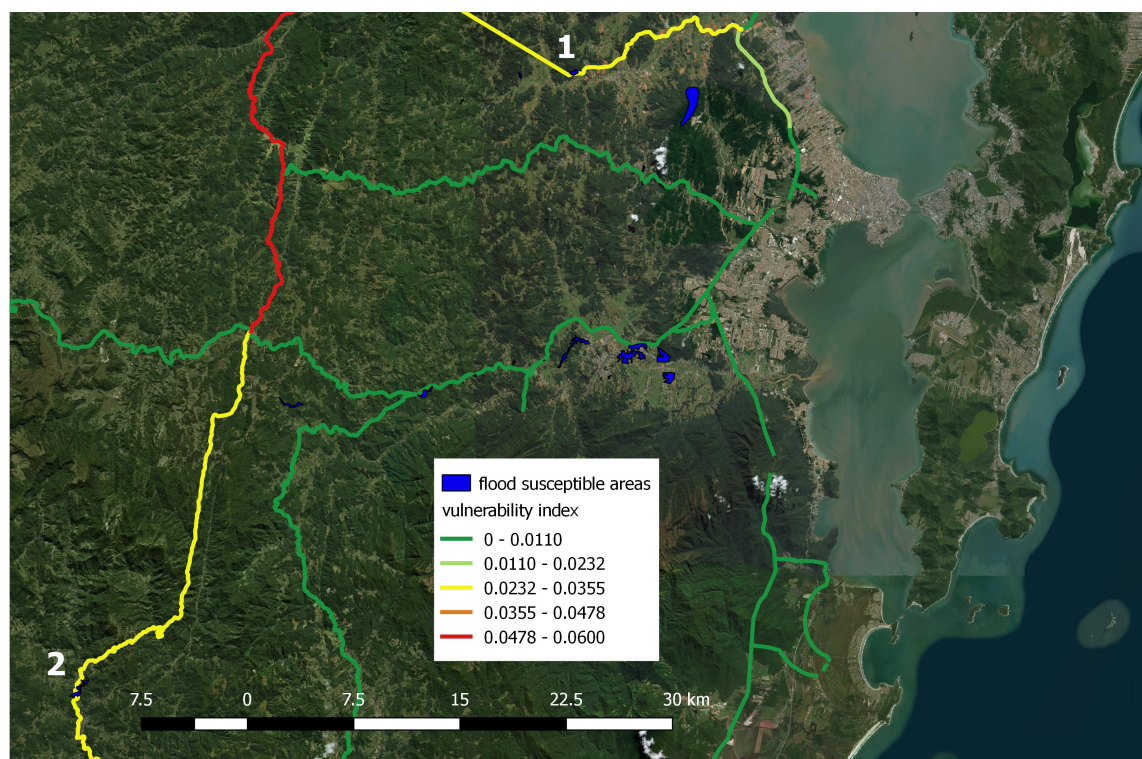 1
flood susceptible areas
vulnerability index
0 - 0.0110
0.0110 - 0.0232
0.0232 - 0.0355
0.0355 - 0.0478
0.0478 - 0.0600
2
7.5 0 7.5 15 22.5 30 km